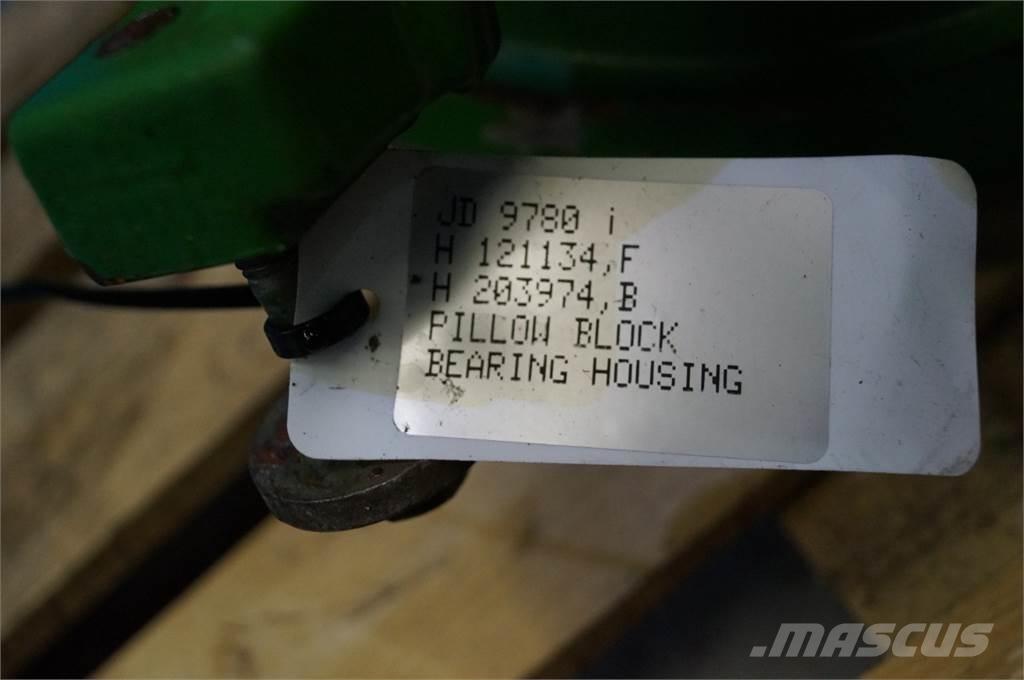 JD 9780 i
H 121134,F
H 203974,B
PILLOW BLOCK
BEARING HOUSING
.MASCUS